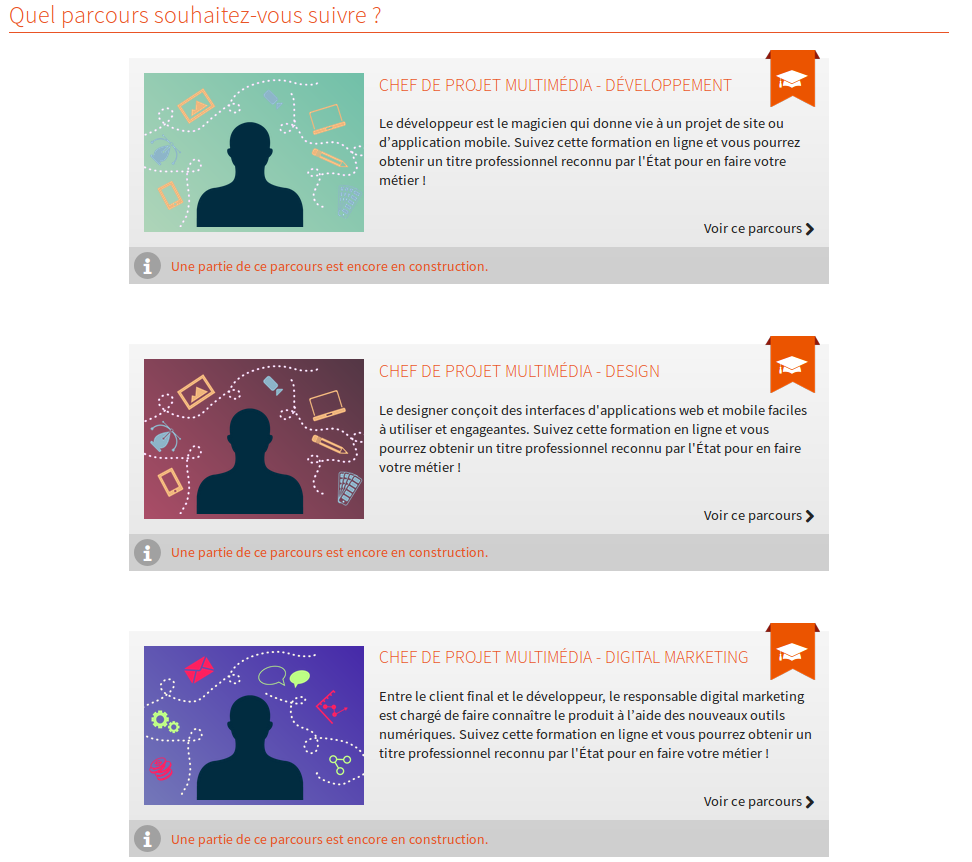 Quel parcours souhaitez-vous suivre ?
CHEF DE PROJET MULTIMÉDIA - DÉVELOPPEMENT
Le développeur est le magicien qui donne vie à un projet de site ou
d’application mobile. Suivez cette formation en ligne et vous pourrez
obtenir un titre professionnel reconnu par l'État pour en faire votre
métier !
Voir ce parcours
Une partie de ce parcours est encore en construction.
CHEF DE PROJET MULTIMÉDIA - DESIGN
Le designer conçoit des interfaces d'applications web et mobile faciles
à utiliser et engageantes. Suivez cette formation en ligne et vous
pourrez obtenir un titre professionnel reconnu par l'État pour en faire
votre métier !
Voir ce parcours
Une partie de ce parcours est encore en construction.
CHEF DE PROJET MULTIMÉDIA - DIGITAL MARKETING
Entre le client final et le développeur, le responsable digital marketing
est chargé de faire connaître le produit à l’aide des nouveaux outils
numériques. Suivez cette formation en ligne et vous pourrez obtenir un
titre professionnel reconnu par l'État pour en faire votre métier !
Voir ce parcours
Une partie de ce parcours est encore en construction.